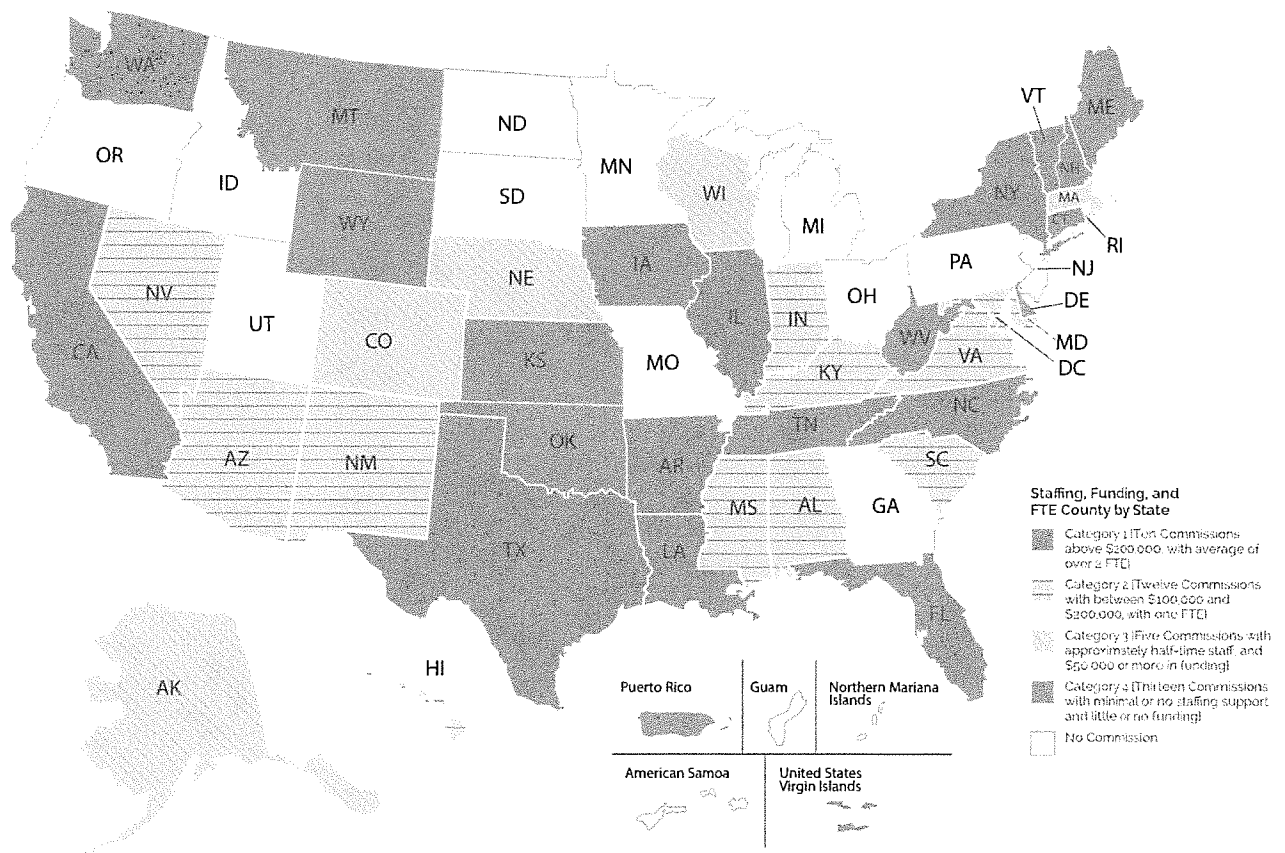 WA
MT
ND
OR
ID
SD
MN
WI
MI
VT
ME
NH
NY
MA
CT
RI
WY
NE
IA
PA
NJ
NV
UT
CO
IL
IN
OH
DE
MD
DC
WV
VA
CA
KS
MO
KY
AZ
NM
OK
AR
TN
NC
SC
MS
AL
GA
TX
LA
FL
AK
HI
Staffing, Funding, and
FTE County by State
Category 1 [Ten Commissions
above $200,000, with average of
over 2 FTE]
Category 2 [Twelve Commissions
with between $100,000 and
$200,000, with one FTE]
Category 3 [Five Commissions with
approximately half-time staff, and
$50,000 or more in funding]
Category 4 [Thirteen Commissions
with minimal or no staffing support
and little or no funding]
No Commission
Puerto Rico
Guam
Northern Mariana
Islands
American Samoa
United States
Virgin Islands